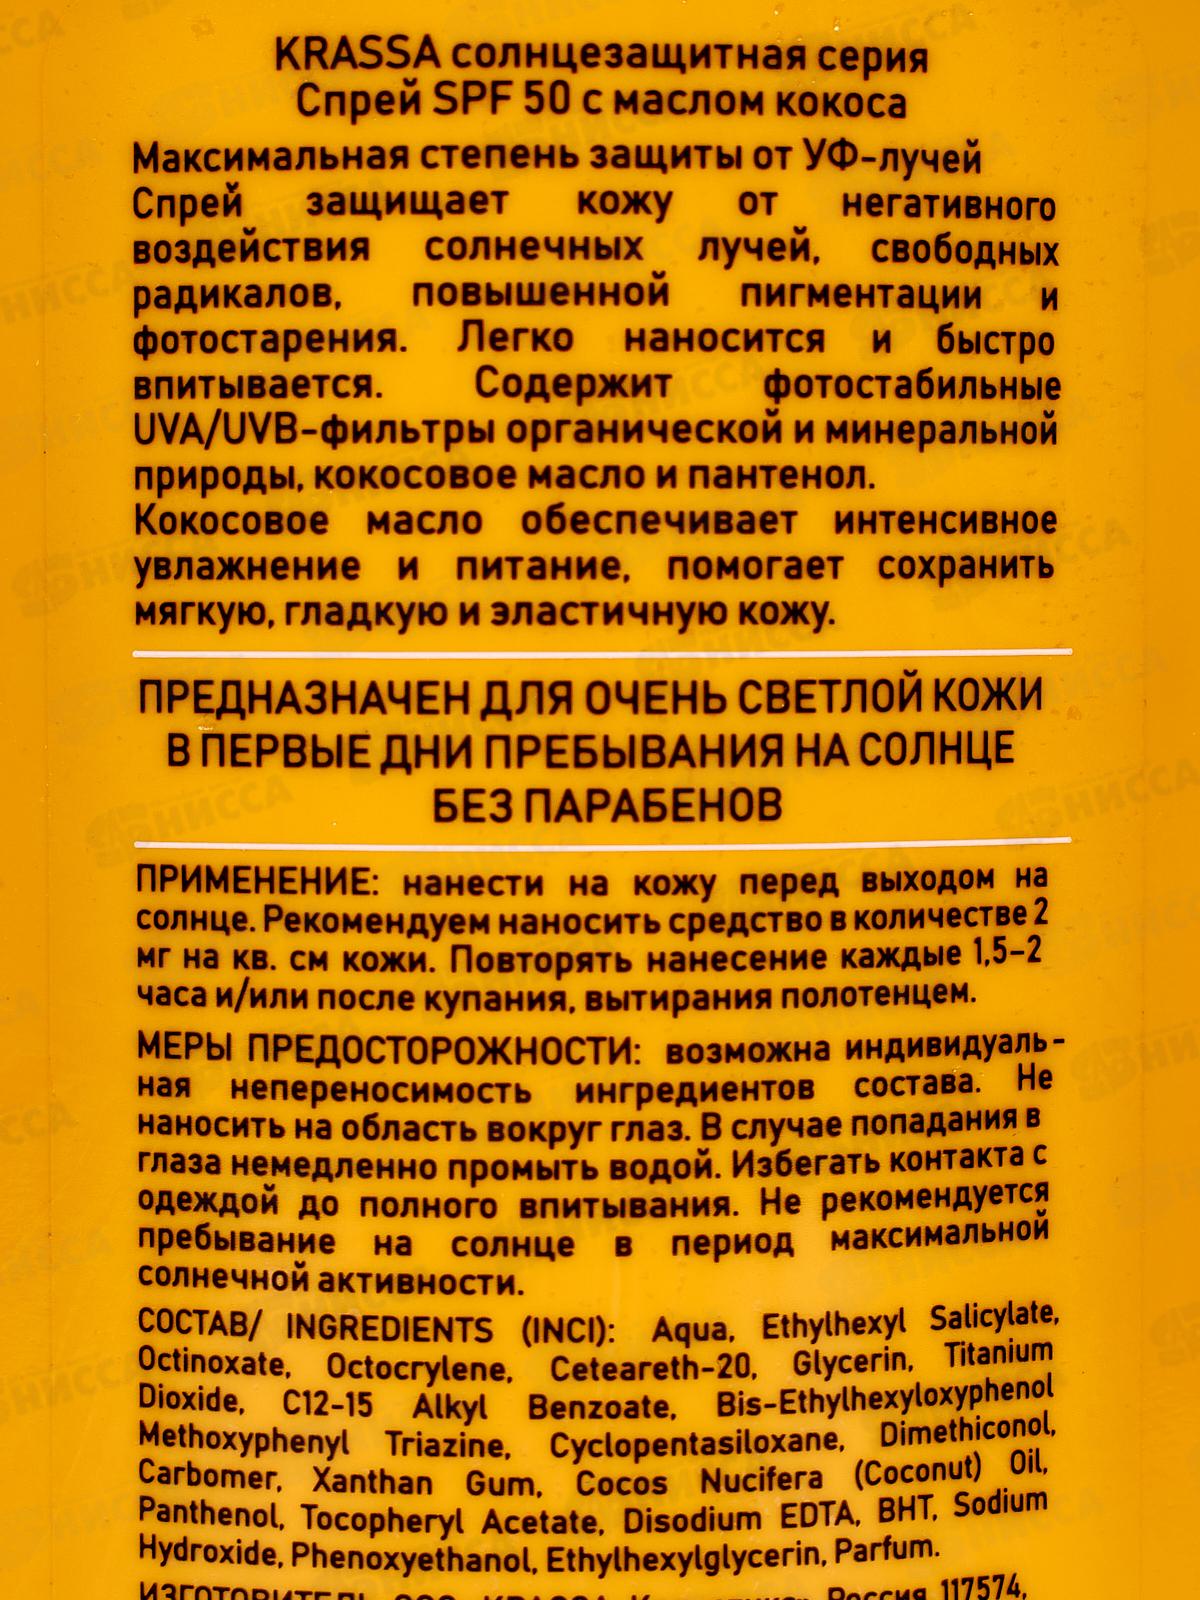 KRASSA солнцезащитная серия
Спрей SPF 50 с маслом кокоса
Максимальная степень защиты от УФ-лучей
Спрей защищает кожу от негативного
воздействия солнечных лучей, свободных
радикалов, повышенной пигментации и
фотостарения. Легко наносится и быстро
впитывается. Содержит фотостабильные
UVA/UVB-фильтры органической и минеральной
природы, кокосовое масло и пантенол.
Кокосовое масло обеспечивает интенсивное
увлажнение и питание, помогает сохранить
мягкую, гладкую и эластичную кожу.
ПРЕДНАЗНАЧЕН ДЛЯ ОЧЕНЬ СВЕТЛОЙ КОЖИ
В ПЕРВЫЕ ДНИ ПРЕБЫВАНИЯ НА СОЛНЦЕ
БЕЗ ПАРАБЕНОВ
ПРИМЕНЕНИЕ: нанести на кожу перед выходом на
солнце. Рекомендуем наносить средство в количестве 2
мг на кв. см кожи. Повторять нанесение каждые 1,5-2
часа и/или после купания, вытирания полотенцем.
МЕРЫ ПРЕДОСТОРОЖНОСТИ: возможна индивидуаль-
ная непереносимость ингредиентов состава. Не
наносить на область вокруг глаз. В случае попадания в
глаза немедленно промыть водой. Избегать контакта с
одеждой до полного впитывания. Не рекомендуется
пребывание на солнце в период максимальной
солнечной активности.
СОСТАВ/ INGREDIENTS (INCI): Aqua, Ethylhexyl Salicylate,
Octinoxate, Octocrylene, Ceteareth-20, Glycerin, Titanium
Dioxide, C12-15 Alkyl Benzoate, Bis-Ethylhexyloxyphenol
Methoxyphenyl Triazine, Cyclopentasiloxane, Dimethiconol,
Carbomer, Xanthan Gum, Cocos Nucifera (Coconut) Oil,
Panthenol, Tocopheryl Acetate, Disodium EDTA, BHT, Sodium
Hydroxide, Phenoxyethanol, Ethylhexylglycerin, Parfum.
ИЗГОТОВИТЕЛЬ ООО КРАССА Россия 117574,